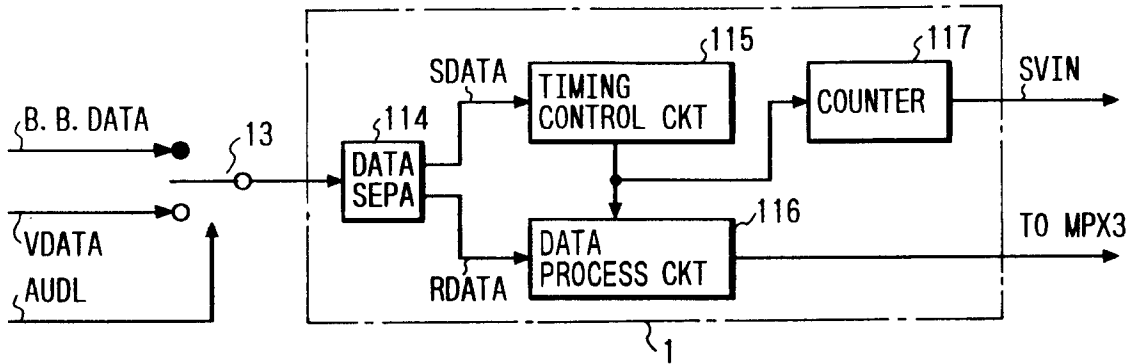 115
117
SDATA
TIMING
CONTROL CKT
COUNTER
SVIN
B. B. DATA
13
114
DATA
SEPA
116
VDATA
DATA
PROCESS CKT
TO MPX3
AUDL
RDATA
1